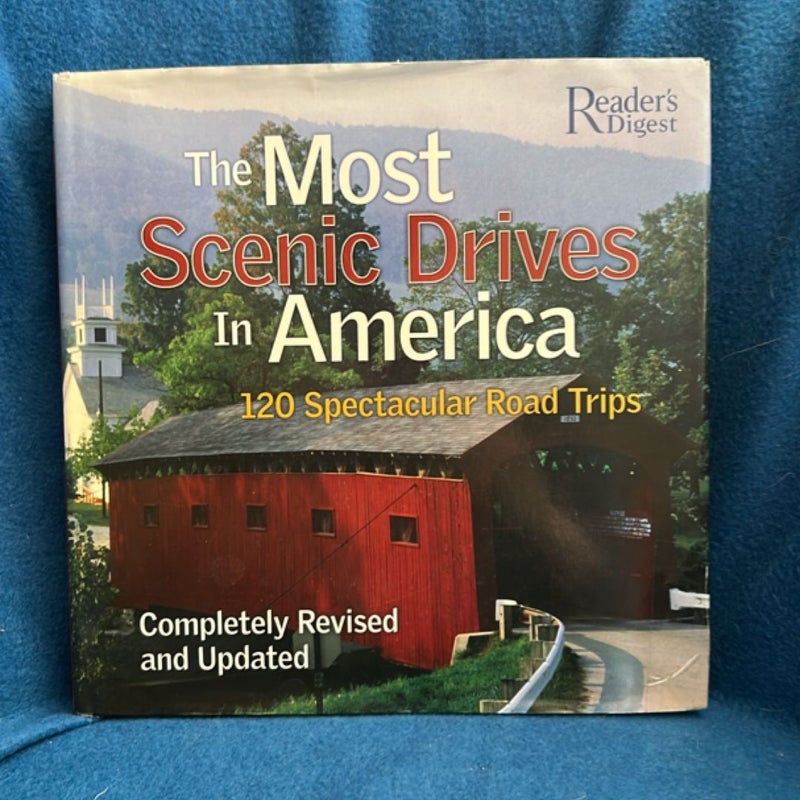 Reader's
Digest
The Most
Scenic Drives
In America
120 Spectacular Road Trips
Completely Revised
and Updated